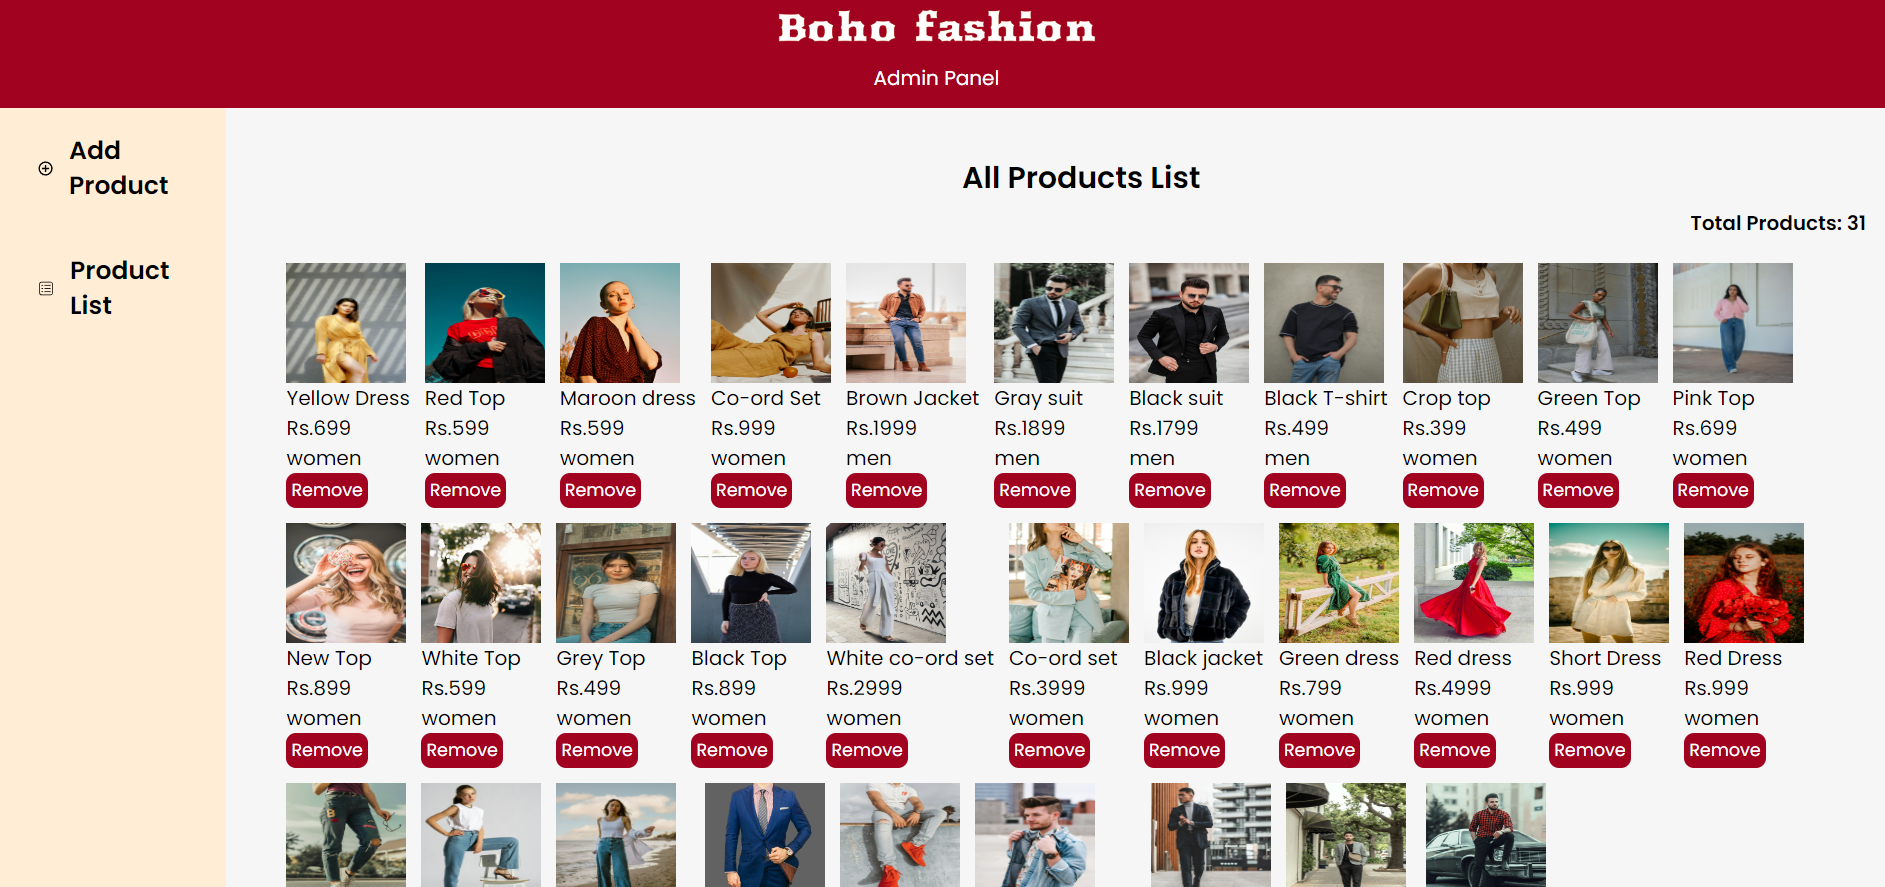 Boho fashion
Admin Panel
Add
Product
Product
List
All Products List
Total Products: 31
Yellow Dress Red Top Maroon dress Co-ord Set Brown Jacket Gray suit Black suit Black T-shirt Crop top Green Top Pink Top
Rs.699 Rs.599 Rs.599 Rs.999 Rs.1999 Rs.1899 Rs.1799 Rs.499 Rs.399 Rs.499 Rs.699
women women women women men men men men women women women
Remove Remove Remove Remove Remove Remove Remove Remove Remove Remove Remove
New Top White Top Grey Top Black Top White co-ord set Co-ord set Black jacket Green dress Red dress Short Dress Red Dress
Rs.899 Rs.599 Rs.499 Rs.899 Rs.2999 Rs.3999 Rs.999 Rs.799 Rs.4999 Rs.999 Rs.999
women women women women women women women women women women women
Remove Remove Remove Remove Remove Remove Remove Remove Remove Remove Remove